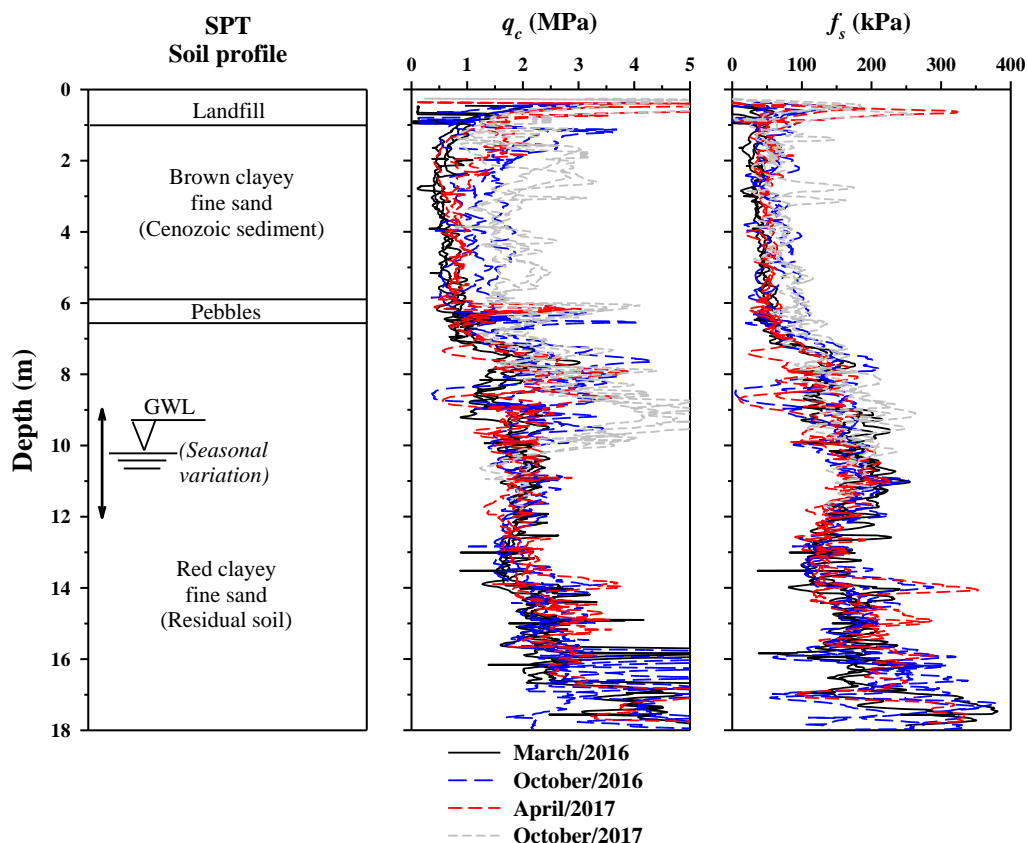 SPT
Soil profile
q_c (MPa)
f_s (kPa)
0 1 2 3 4 5
0 100 200 300 400
Depth (m)
0
2
4
6
8
10
12
14
16
18
Landfill
Brown clayey
fine sand
(Cenozoic sediment)
Pebbles
GWL
(Seasonal
variation)
Red clayey
fine sand
(Residual soil)
March/2016
October/2016
April/2017
October/2017